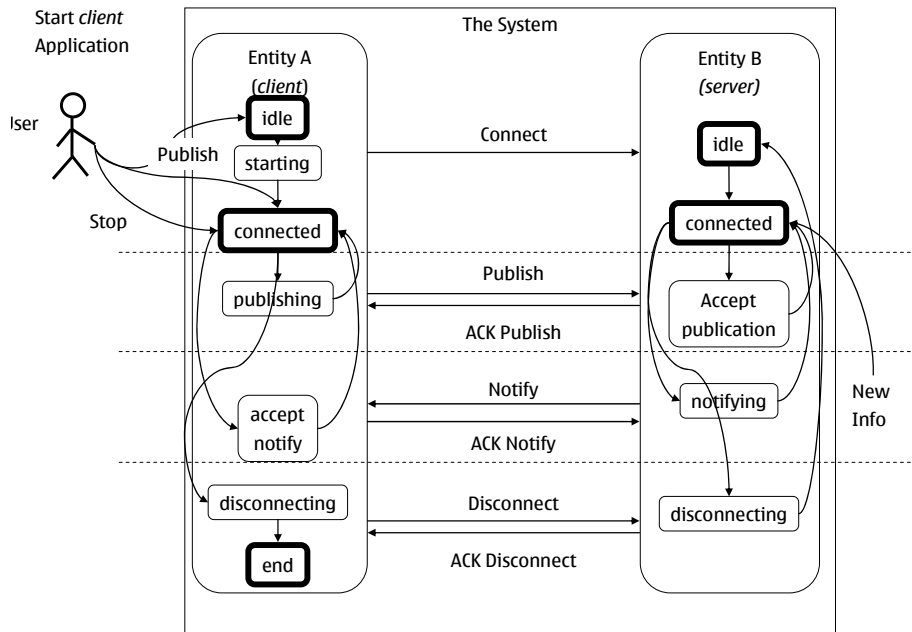 Start client
Application
The System
Entity A
(client)
Entity B
(server)
User
idle
Connect
idle
Publish
starting
Stop
connected
connected
Publish
publishing
Accept
publication
ACK Publish
Notify
notifying
New
Info
accept
notify
ACK Notify
disconnecting
Disconnect
disconnecting
ACK Disconnect
end